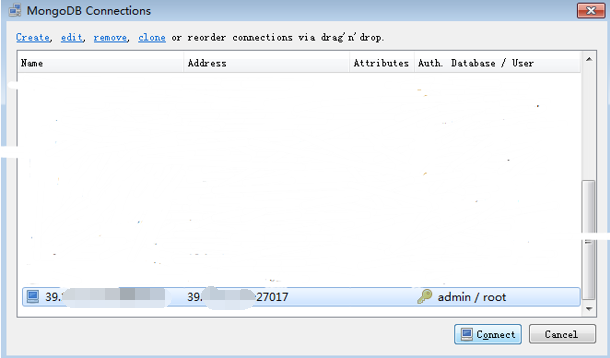 MongoDB Connections
Create, edit, remove, clone or reorder connections via drag'n'drop.
Name Address Attributes Auth. Database / User
39. 39. 27017 admin / root
Connect Cancel